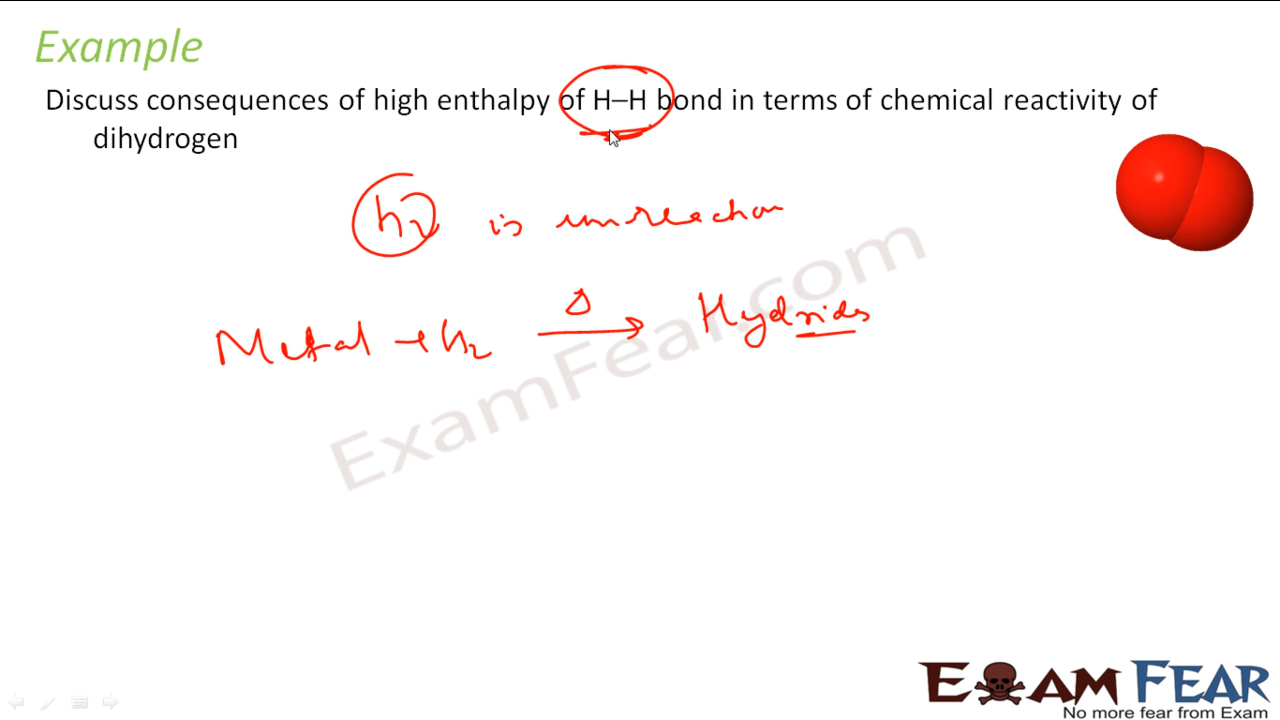 Example
Discuss consequences of high enthalpy of H–H bond in terms of chemical reactivity of
dihydrogen
h2 is
Metal + h2 Δ → Hydrides
ExamFear.com
EXAM FEAR
No more fear from Exam